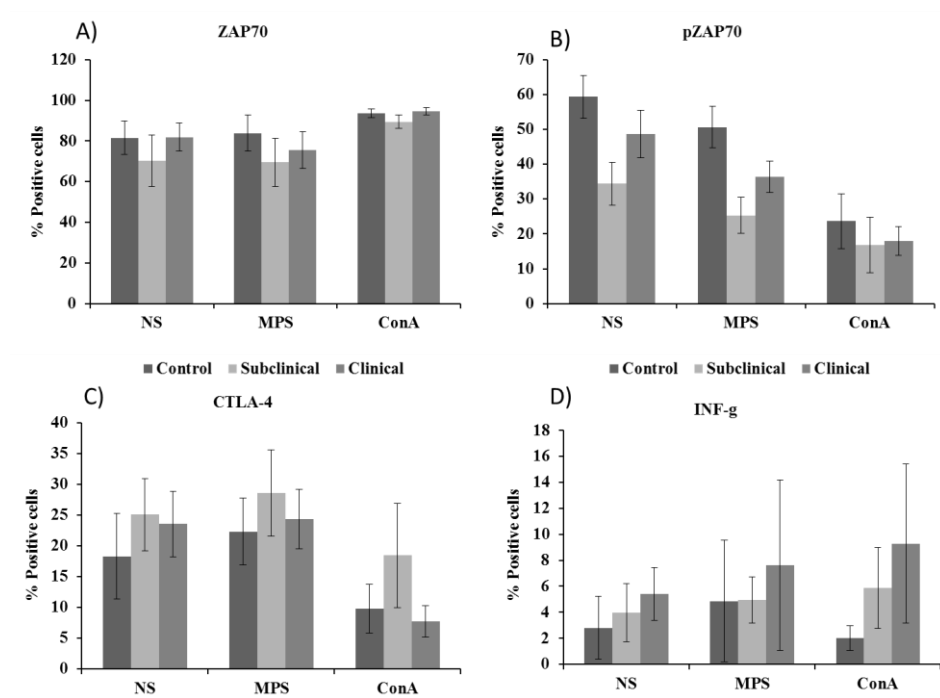 A)
ZAP70
120
100
80
60
40
20
0
% Positive cells
NS MPS ConA
Control Subclinical Clinical
B)
pZAP70
70
60
50
40
30
20
10
0
% Positive cells
NS MPS ConA
Control Subclinical Clinical
C)
CTLA-4
40
35
30
25
20
15
10
5
0
% Positive cells
NS MPS ConA
D)
INF-g
18
16
14
12
10
8
6
4
2
0
% Positive cells
NS MPS ConA